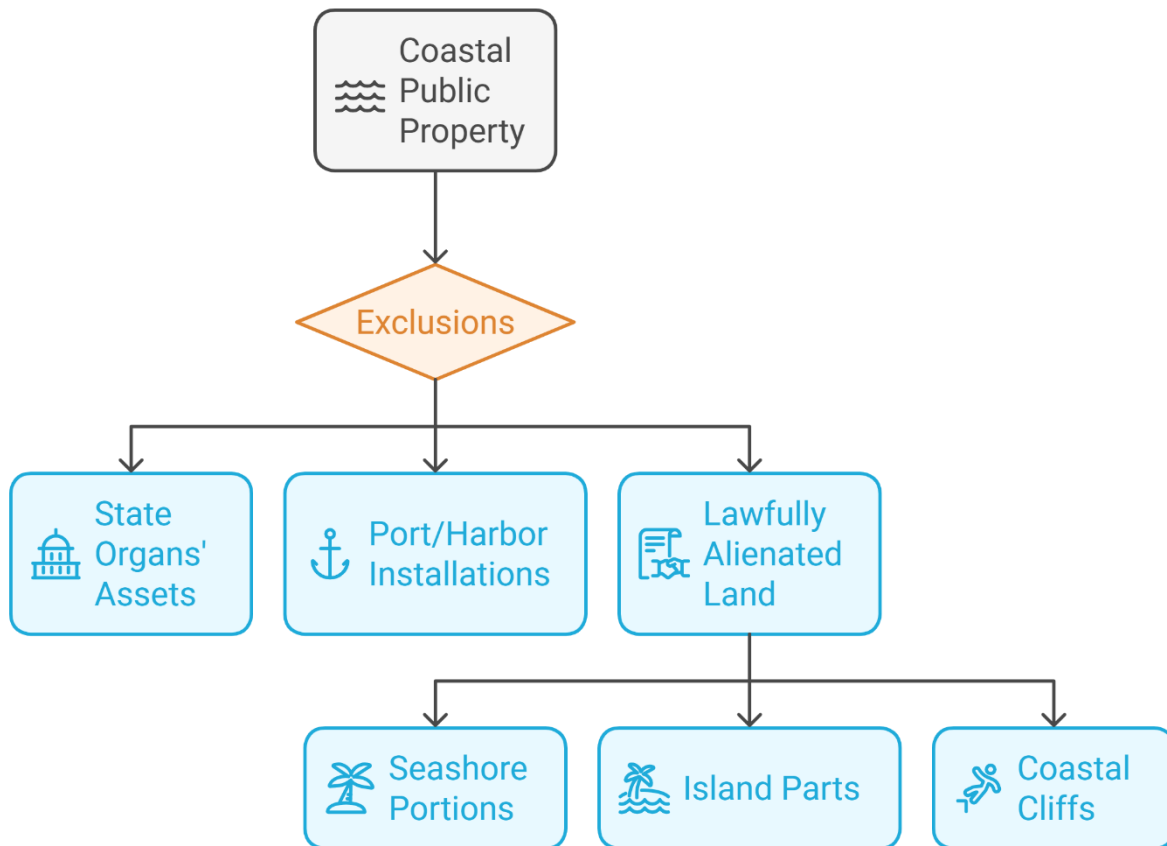 Coastal
Public
Property
Exclusions
State
Organs'
Assets
Port/Harbor
Installations
Lawfully
Alienated
Land
Seashore
Portions
Island Parts
Coastal
Cliffs